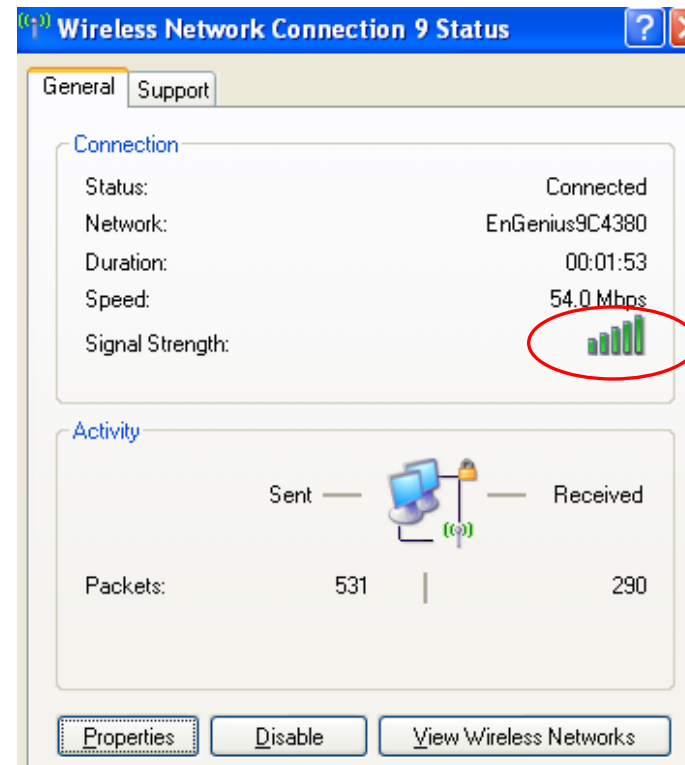 Wireless Network Connection 9 Status
General Support
Connection
Status: Connected
Network: EnGenius9C4380
Duration: 00:01:53
Speed: 54.0 Mbps
Signal Strength:
Activity
Sent Received
Packets: 531 290
Properties Disable View Wireless Networks